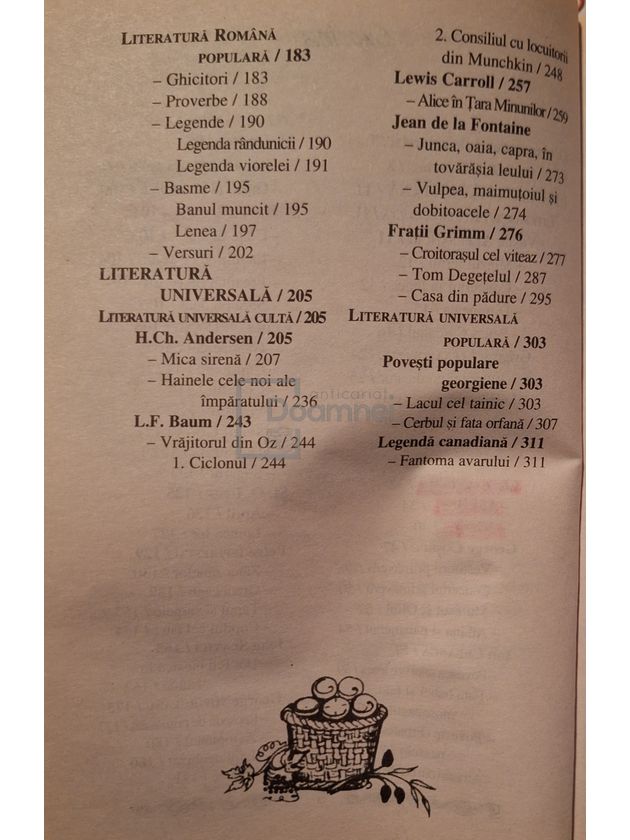 LITERATURĂ ROMÂNĂ
POPULARĂ / 183
– Ghicitori / 183
– Proverbe / 188
– Legende / 190
Legenda rândunicii / 190
Legenda viorelei / 191
– Basme / 195
Banul muncit / 195
Lenea / 197
– Versuri / 202
LITERATURĂ
UNIVERSALĂ / 205
LITERATURA UNIVERSALĂ CULTĂ / 205
H.Ch. Andersen / 205
– Mica sirenă / 207
– Hainele cele noi ale
împăratului / 236
L.F. Baum / 243
– Vrăjitorul din Oz / 244
1. Ciclonul / 244
2. Consiliul cu locuitorii
din Munchkin / 248
Lewis Carroll / 257
– Alice în Țara Minunilor / 259
Jean de la Fontaine
– Junca, oaia, capra, în
tovărășia leului / 273
– Vulpea, maimuțoiul și
dobitoacele / 274
Frații Grimm / 276
– Croitorașul cel viteaz / 277
– Tom Degețelul / 287
– Casa din pădure / 295
LITERATURĂ UNIVERSALĂ
POPULARĂ / 303
Povești populare
georgiene / 303
– Lacul cel tainic / 303
– Cerbul și fata orfană / 307
Legendă canadiană / 311
– Fantoma avarului / 311
anticariat
Doamnei